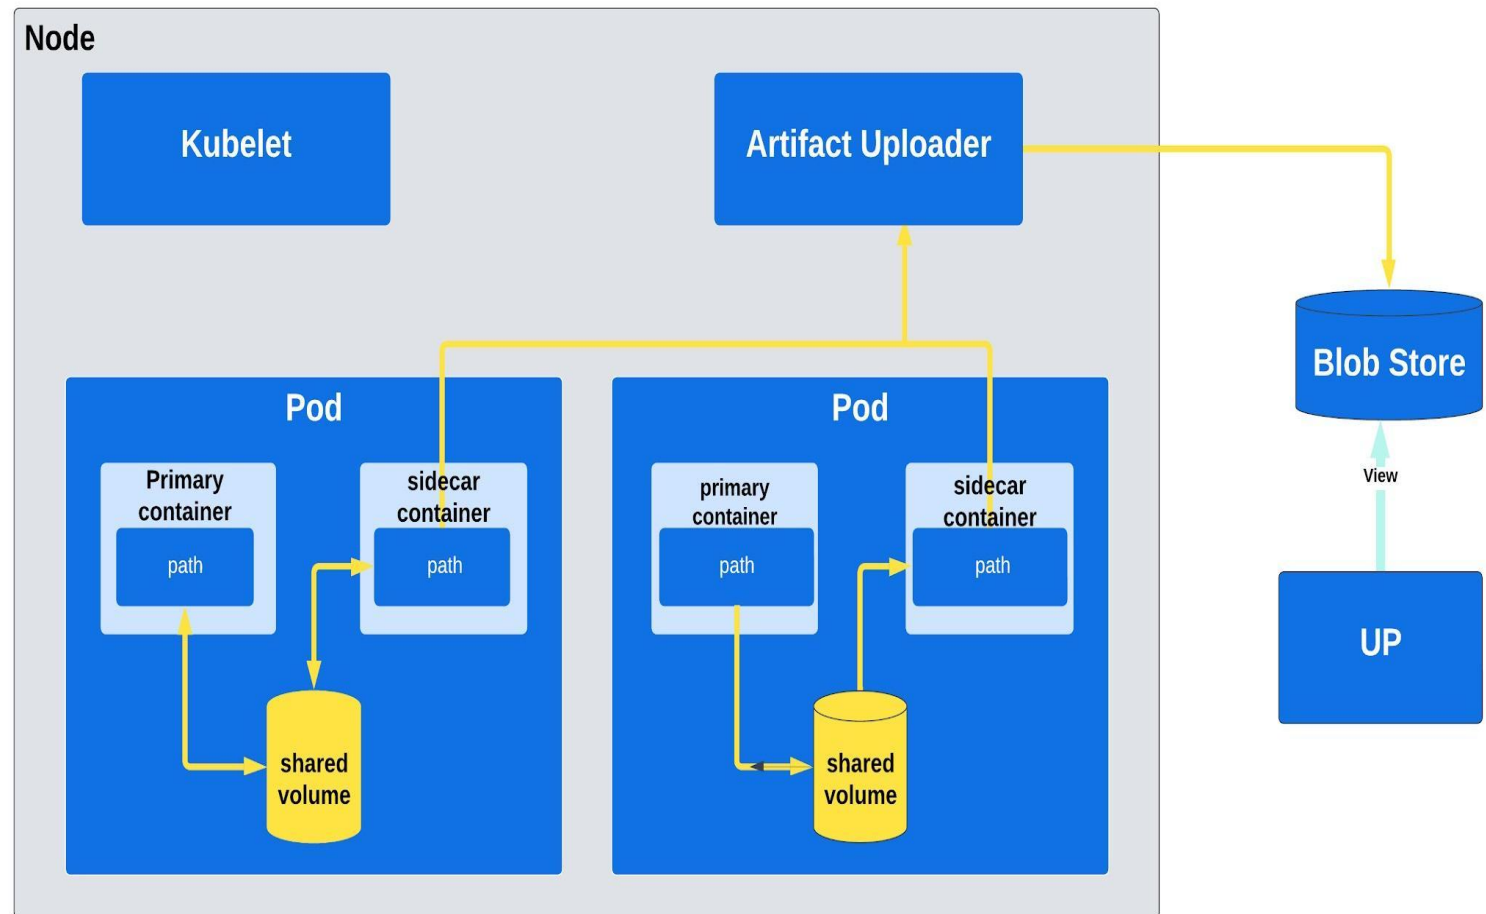 Node
Kubelet
Artifact Uploader
Blob Store
View
UP
Pod
Primary
container
path
sidecar
container
path
shared
volume
Pod
primary
container
path
sidecar
container
path
shared
volume